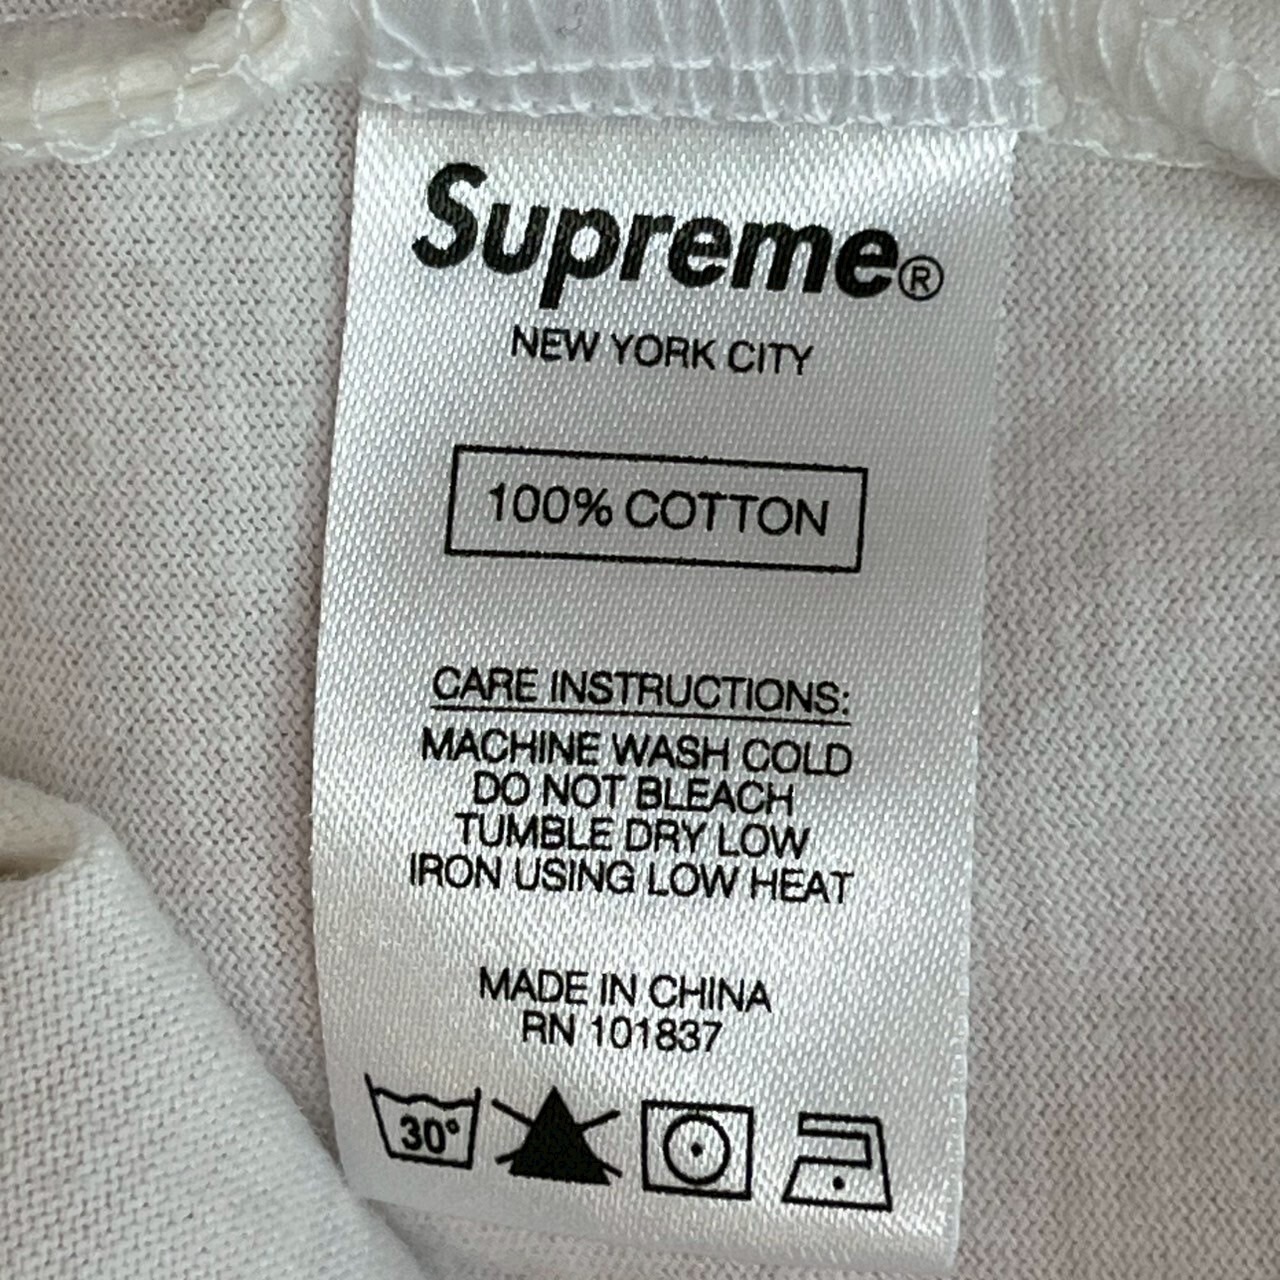 Supreme®
NEW YORK CITY
100% COTTON
CARE INSTRUCTIONS:
MACHINE WASH COLD
DO NOT BLEACH
TUMBLE DRY LOW
IRON USING LOW HEAT
MADE IN CHINA
RN 101837
30°